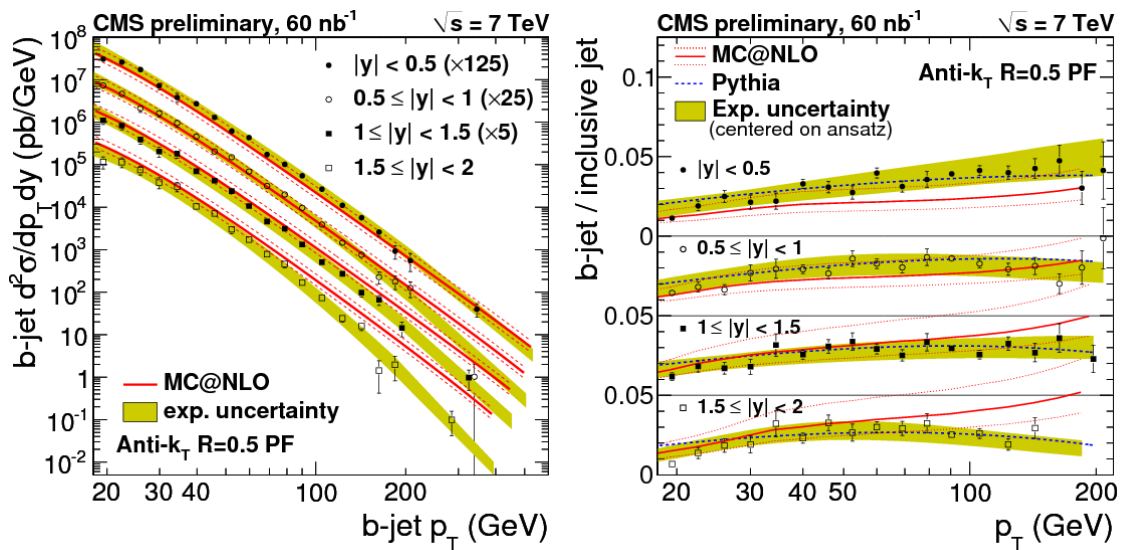 CMS preliminary, 60 nb⁻¹ √s = 7 TeV
b-jet d²σ/dp_T dy (pb/GeV)
10⁸
10⁷
10⁶
10⁵
10⁴
10³
10²
10
1
10⁻¹
10⁻²
|y| < 0.5 (×125)
0.5 ≤ |y| < 1 (×25)
1 ≤ |y| < 1.5 (×5)
1.5 ≤ |y| < 2
MC@NLO
exp. uncertainty
Anti-k_T R=0.5 PF
20 30 40 100 200
b-jet p_T (GeV)
CMS preliminary, 60 nb⁻¹ √s = 7 TeV
b-jet / inclusive jet
MC@NLO
Pythia
Exp. uncertainty
(centered on ansatz)
Anti-k_T R=0.5 PF
0.1
0.05
|y| < 0.5
0
0.5 ≤ |y| < 1
0.05
1 ≤ |y| < 1.5
0.05
1.5 ≤ |y| < 2
0
20 30 40 100 200
p_T (GeV)